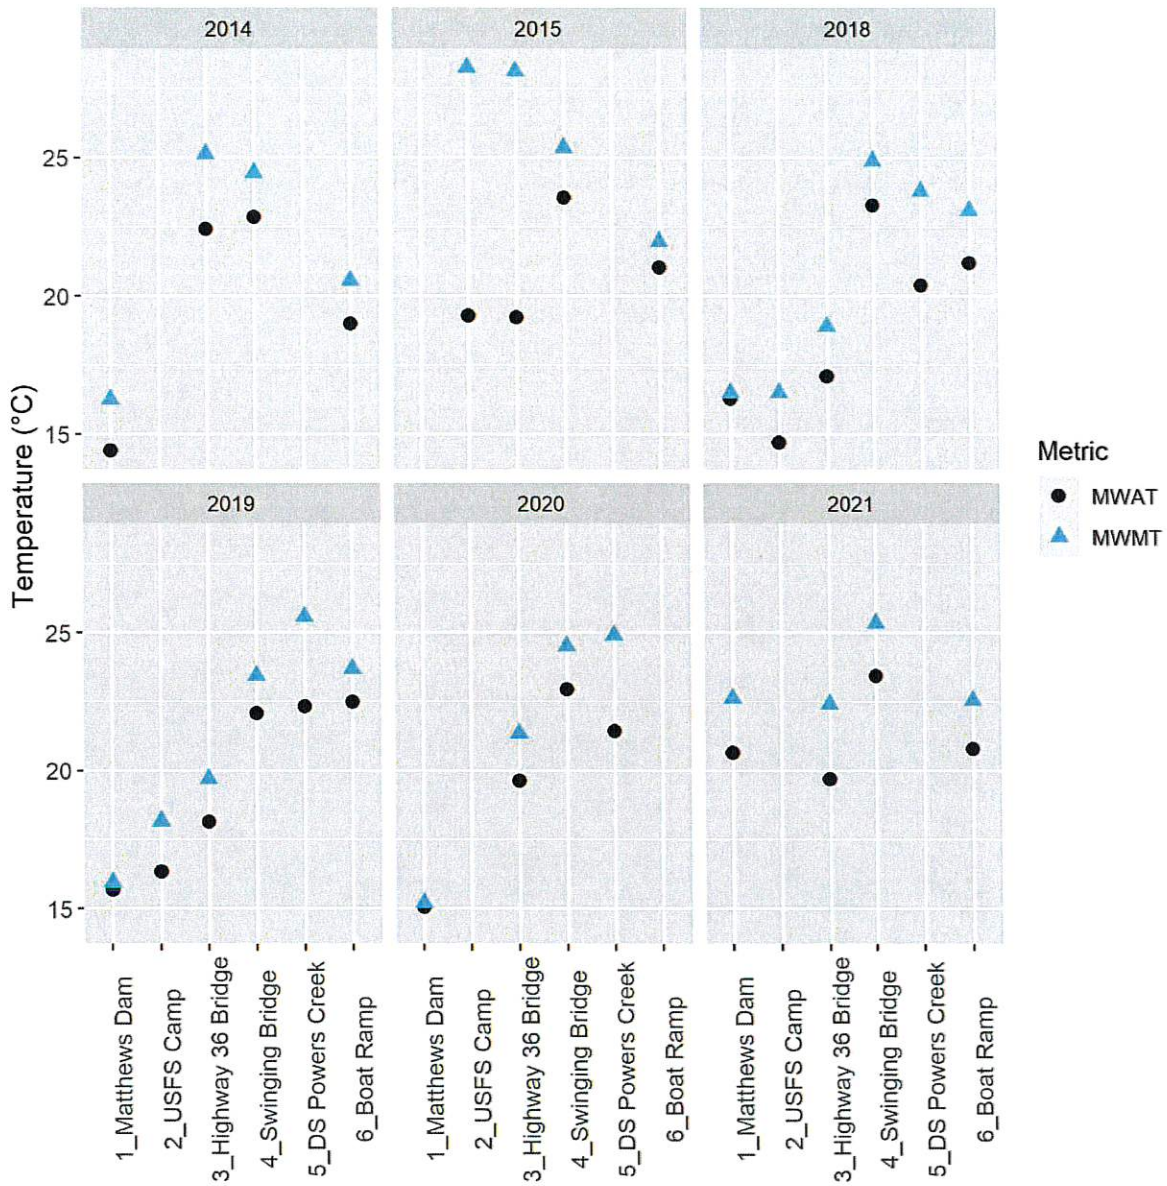 2014
2015
2018
25
20
15
Temperature (°C)
Metric
MWAT
MWMT
2019
2020
2021
25
20
15
1_Matthews Dam
2_USFS Camp
3_Highway 36 Bridge
4_Swinging Bridge
5_DS Powers Creek
6_Boat Ramp
1_Matthews Dam
2_USFS Camp
3_Highway 36 Bridge
4_Swinging Bridge
5_DS Powers Creek
6_Boat Ramp
1_Matthews Dam
2_USFS Camp
3_Highway 36 Bridge
4_Swinging Bridge
5_DS Powers Creek
6_Boat Ramp